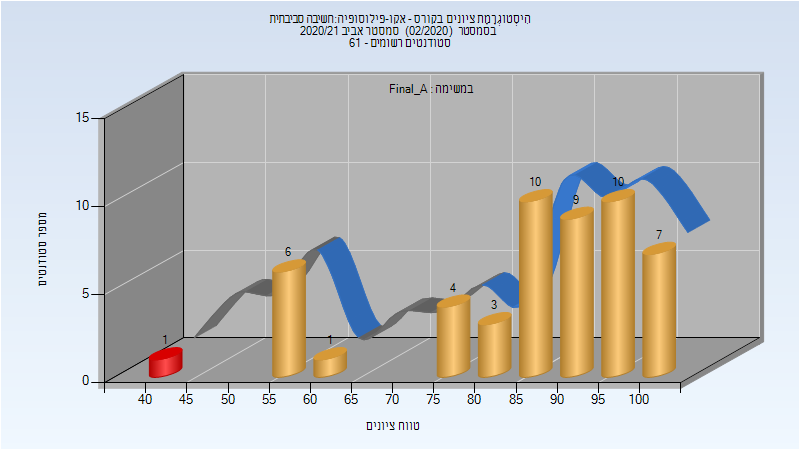 היסטוגרמת ציונים בקורס - אקו-פילוסופיה:חשיבה סביבתית
בסמסטר (02/2020) סמסטר אביב 2020/21
סטודנטים רשומים - 61
במשימה : Final_A
15
10
5
0
מספר סטודנטים
1
6
1
4
3
10
9
10
7
40 45 50 55 60 65 70 75 80 85 90 95 100
טווח ציונים